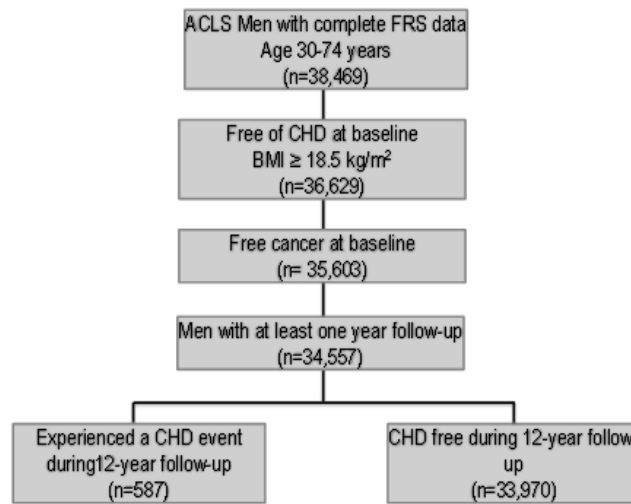 ACLS Men with complete FRS data
Age 30-74 years
(n=38,469)
Free of CHD at baseline
BMI ≥ 18.5 kg/m²
(n=36,629)
Free cancer at baseline
(n= 35,603)
Men with at least one year follow-up
(n=34,557)
Experienced a CHD event
during12-year follow-up
(n=587)
CHD free during 12-year follow
up
(n=33,970)